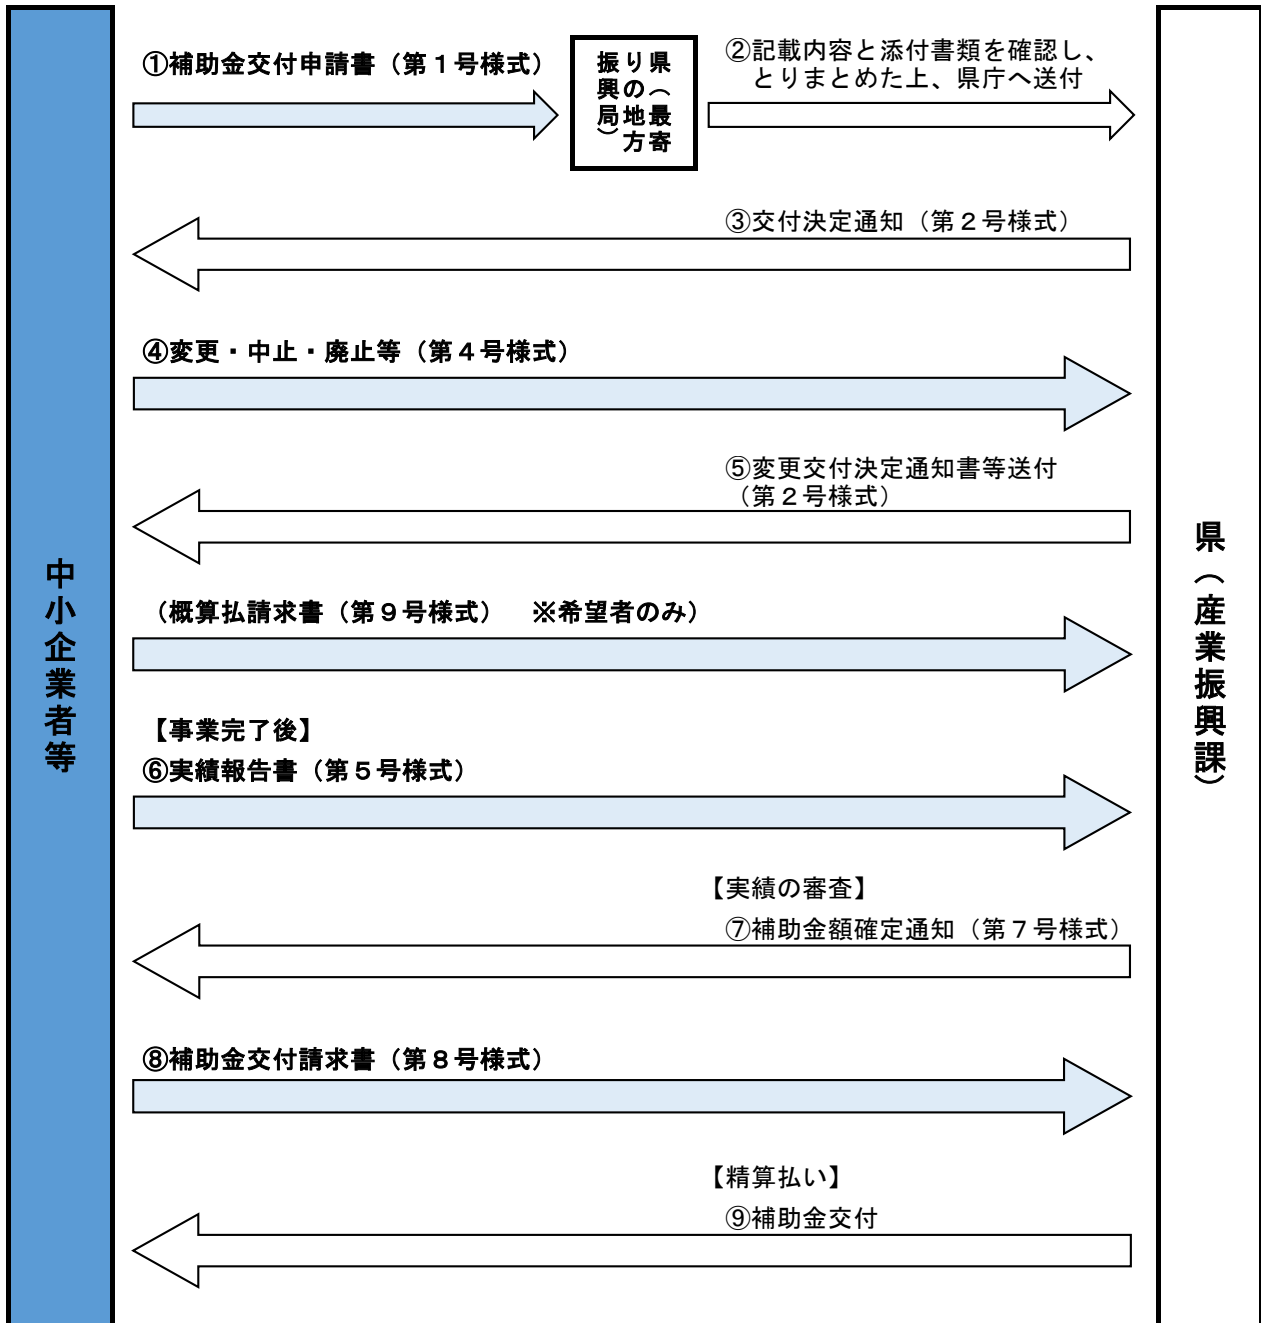 中小企業者等
①補助金交付申請書（第１号様式）
県（最寄
りの地方
振興局）
②記載内容と添付書類を確認し、
とりまとめた上、県庁へ送付
③交付決定通知（第２号様式）
④変更・中止・廃止等（第４号様式）
⑤変更交付決定通知書等送付
（第２号様式）
（概算払請求書（第９号様式）　※希望者のみ）
【事業完了後】
⑥実績報告書（第５号様式）
【実績の審査】
⑦補助金額確定通知（第７号様式）
⑧補助金交付請求書（第８号様式）
【精算払い】
⑨補助金交付
県（産業振興課）